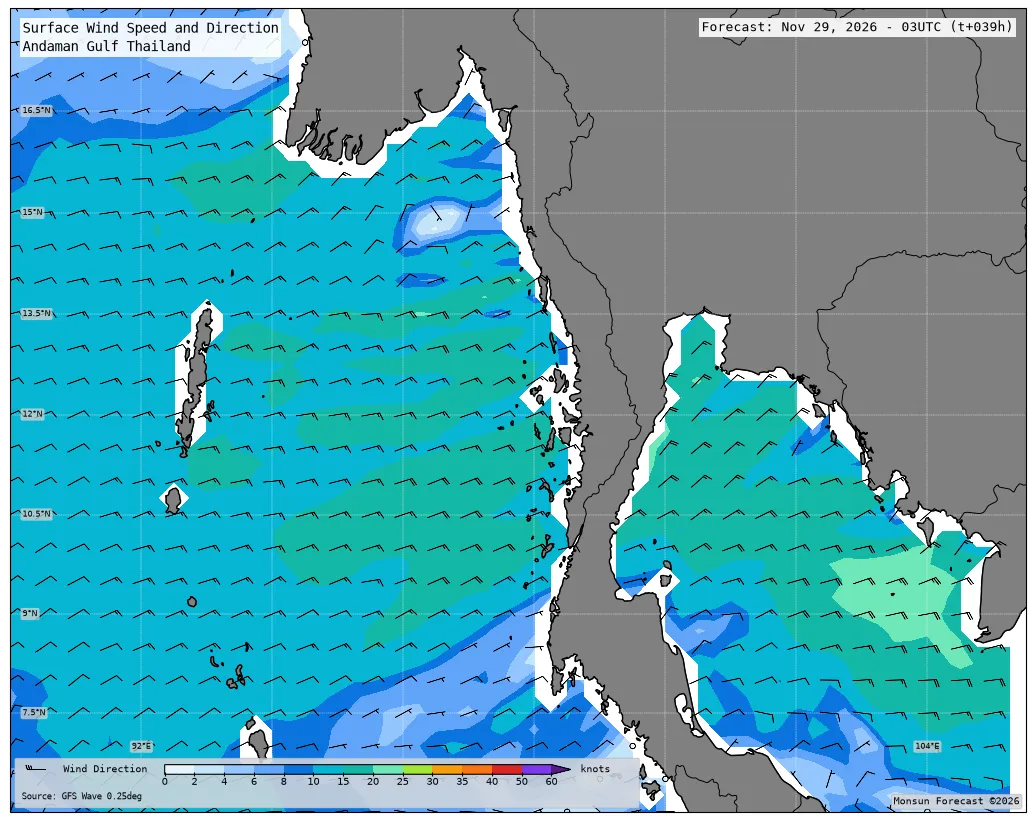 Surface Wind Speed and Direction
Andaman Gulf Thailand
Forecast: Nov 29, 2026 - 03UTC (t+039h)
16.5°N
15°N
13.5°N
12°N
10.5°N
9°N
7.5°N
92°E
104°E
Wind Direction
knots
0 2 4 6 8 10 15 20 25 30 35 40 50 60
Source: GFS Wave 0.25deg
Monsun Forecast ©2026